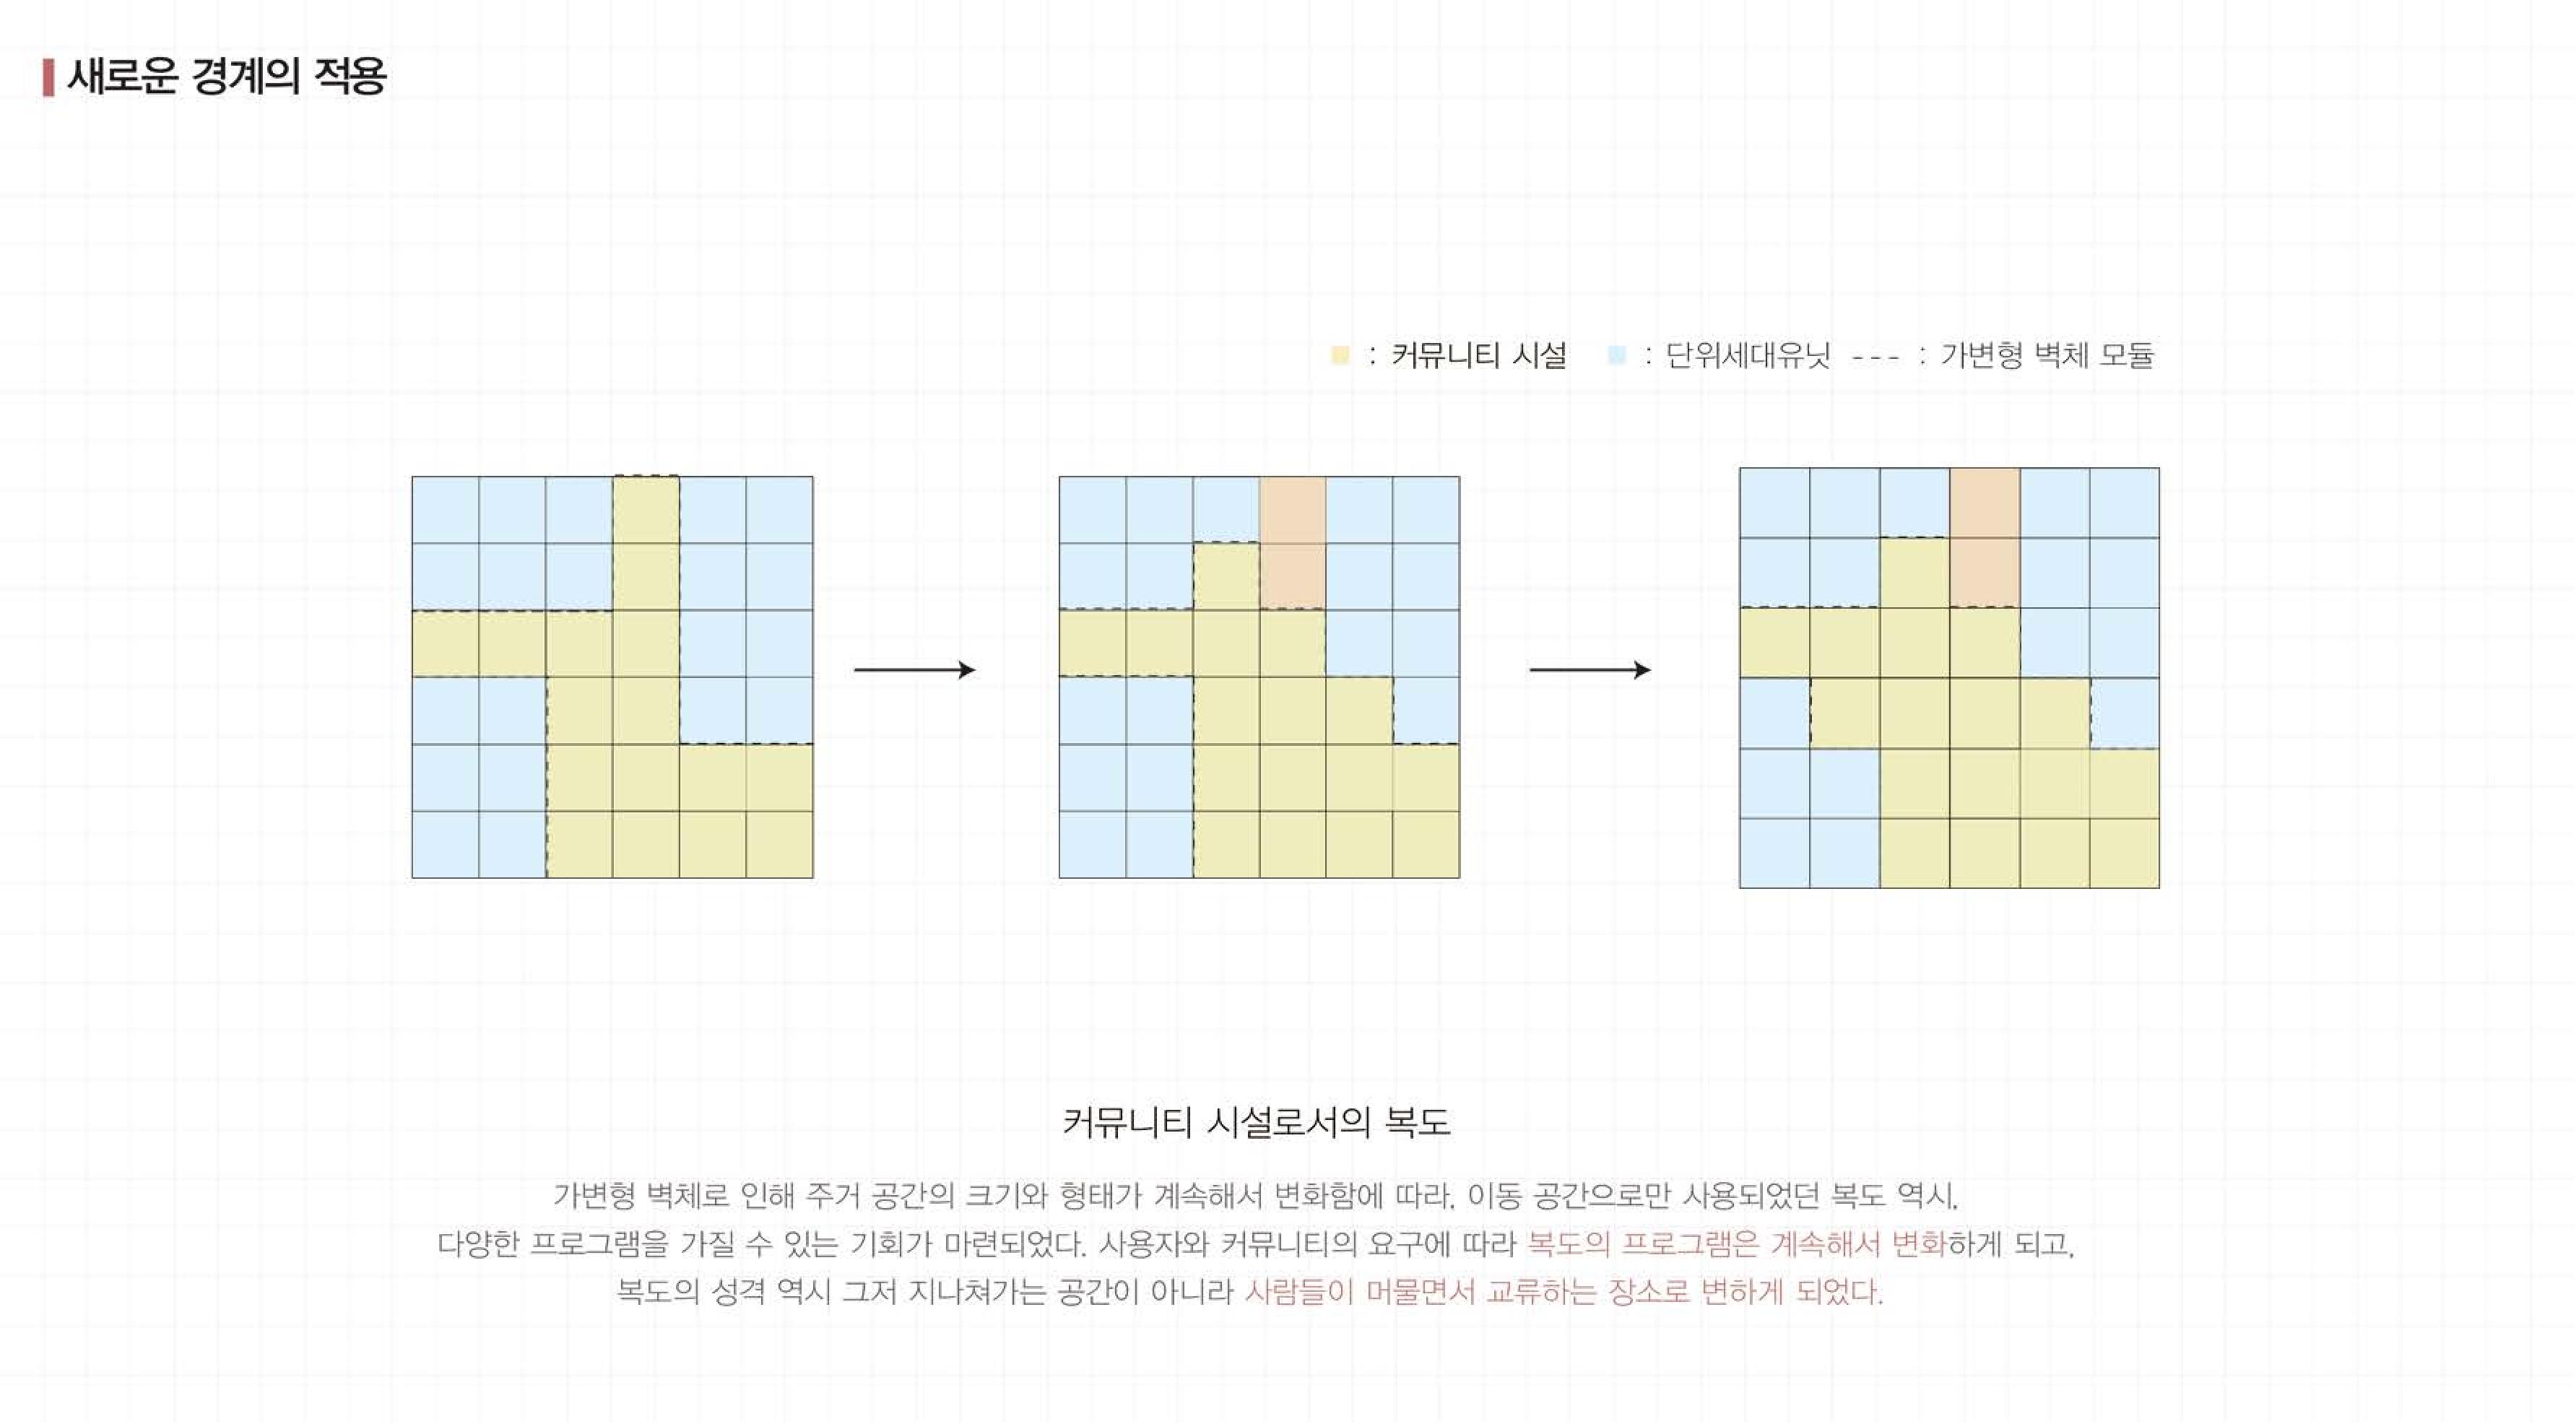 새로운 경계의 적용
: 커뮤니티 시설 : 단위세대유닛 --- : 가변형 벽체 모듈
커뮤니티 시설로서의 복도
가변형 벽체로 인해 주거 공간의 크기와 형태가 계속해서 변화함에 따라, 이동 공간으로만 사용되었던 복도 역시,
다양한 프로그램을 가질 수 있는 기회가 마련되었다. 사용자와 커뮤니티의 요구에 따라 복도의 프로그램은 계속해서 변화하게 되고,
복도의 성격 역시 그저 지나쳐가는 공간이 아니라 사람들이 머물면서 교류하는 장소로 변하게 되었다.